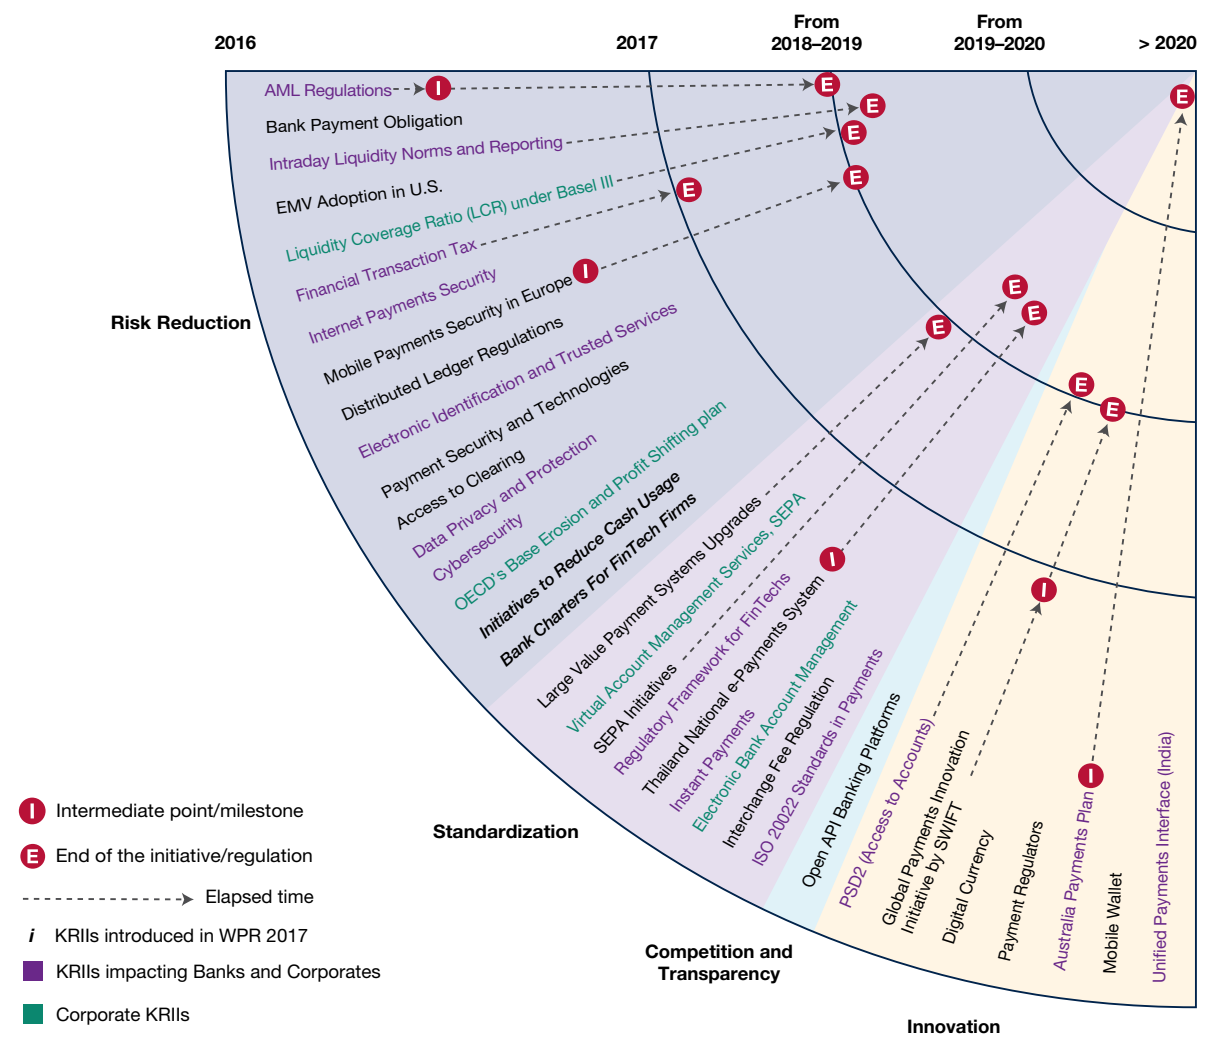 2016
2017
From
2018–2019
From
2019–2020
> 2020
AML Regulations
I
E
E
Bank Payment Obligation
E
Intraday Liquidity Norms and Reporting
E
EMV Adoption in U.S.
E
Liquidity Coverage Ratio (LCR) under Basel III
E
Financial Transaction Tax
Internet Payments Security
Mobile Payments Security in Europe
I
Distributed Ledger Regulations
Electronic Identification and Trusted Services
Payment Security and Technologies
Access to Clearing
Data Privacy and Protection
Cybersecurity
OECD's Base Erosion and Profit Shifting plan
Initiatives to Reduce Cash Usage
Bank Charters For FinTech Firms
Risk Reduction
E
E
E
Large Value Payment Systems Upgrades
Virtual Account Management Services, SEPA
SEPA Initiatives
Regulatory Framework for FinTechs
Thailand National e-Payments System
I
Instant Payments
Electronic Bank Account Management
Interchange Fee Regulation
ISO 20022 Standards in Payments
Standardization
Open API Banking Platforms
Competition and
Transparency
E
E
I
PSD2 (Access to Accounts)
Global Payments Innovation
Initiative by SWIFT
Digital Currency
Payment Regulators
Australia Payments Plan
I
Mobile Wallet
Unified Payments Interface (India)
Innovation
I Intermediate point/milestone
E End of the initiative/regulation
Elapsed time
i KRIIs introduced in WPR 2017
KRIIs impacting Banks and Corporates
Corporate KRIIs